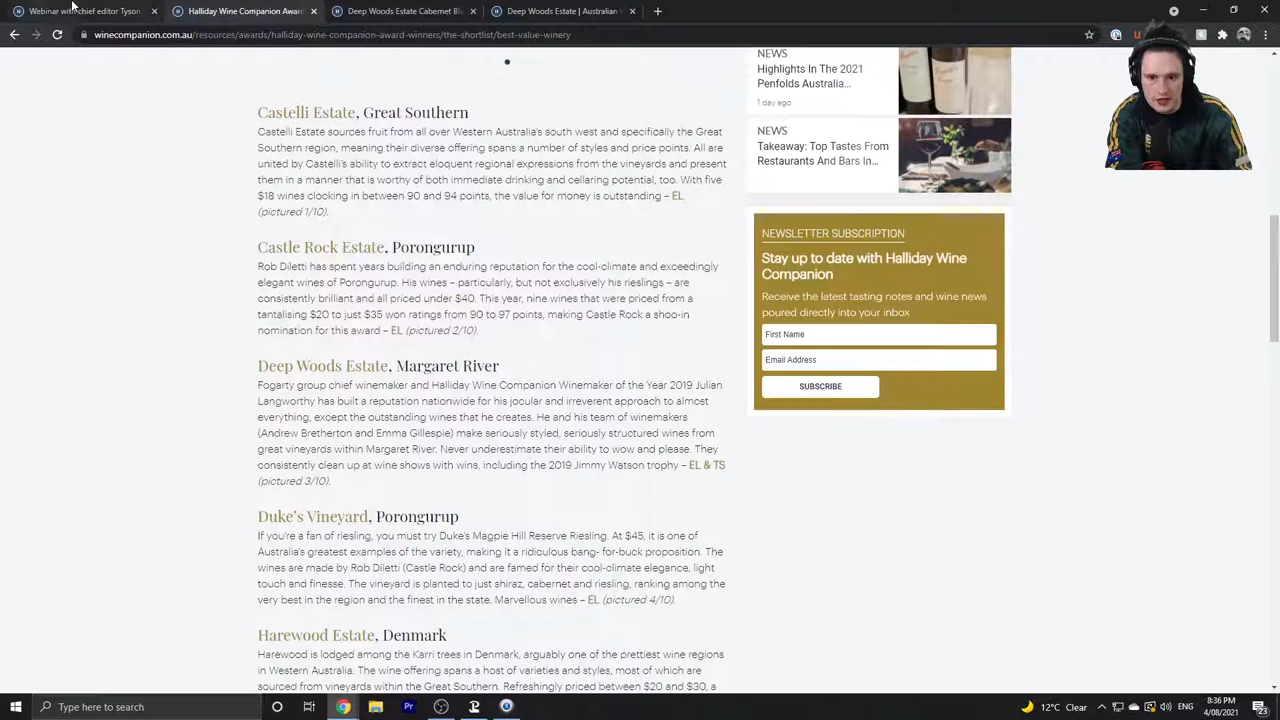 Webinar with chief editor Tyson
Halliday Wine Companion Award
Deep Woods Estate Cabernet
Deep Woods Estate | Australian
winecompanion.com.au/resources/awards/halliday-wine-companion-award-winners/the-shortlist/best-value-winery
Castelli Estate, Great Southern
Castelli Estate sources fruit from all over Western Australia's south west and specifically the Great
Southern region, meaning their diverse offering spans a number of styles and price points. All are
united by Castelli's ability to extract eloquent regional expressions from the vineyards and present
them in a manner that is worthy of both immediate drinking and cellaring potential, too. With five
$18 wines clocking in between 90 and 94 points, the value for money is outstanding – EL
(pictured 1/10).
Castle Rock Estate, Porongurup
Rob Diletti has spent years building an enduring reputation for the cool-climate and exceedingly
elegant wines of Porongurup. His wines – particularly, but not exclusively his rieslings – are
consistently brilliant and all priced under $40. This year, nine wines that were priced from a
tantalising $20 to just $35 won ratings from 90 to 97 points, making Castle Rock a shoo-in
nomination for this award – EL (pictured 2/10).
Deep Woods Estate, Margaret River
Fogarty group chief winemaker and Halliday Wine Companion Winemaker of the Year 2019 Julian
Langworthy has built a reputation nationwide for his jocular and irreverent approach to almost
everything, except the outstanding wines that he creates. He and his team of winemakers
(Andrew Bretherton and Emma Gillespie) make seriously styled, seriously structured wines from
great vineyards within Margaret River. Never underestimate their ability to wow and please. They
consistently clean up at wine shows with wins, including the 2019 Jimmy Watson trophy – EL & TS
(pictured 3/10).
Duke's Vineyard, Porongurup
If you're a fan of riesling, you must try Duke's Magpie Hill Reserve Riesling. At $45, it is one of
Australia's greatest examples of the variety, making it a ridiculous bang- for-buck proposition. The
wines are made by Rob Diletti (Castle Rock) and are famed for their cool-climate elegance, light
touch and finesse. The vineyard is planted to just shiraz, cabernet and riesling, ranking among the
very best in the region and the finest in the state. Marvellous wines – EL (pictured 4/10).
Harewood Estate, Denmark
Harewood is lodged among the Karri trees in Denmark, arguably one of the prettiest wine regions
in Western Australia. The wine offering spans a host of varieties and styles, most of which are
sourced from vineyards within the Great Southern. Refreshingly priced between $20 and $30, a
NEWS
Highlights In The 2021
Penfolds Australia...
1 day ago
NEWS
Takeaway: Top Tastes From
Restaurants And Bars In...
NEWSLETTER SUBSCRIPTION
Stay up to date with Halliday Wine
Companion
Receive the latest tasting notes and wine news
poured directly into your inbox
First Name
Email Address
SUBSCRIBE
Type here to search
12°C Clear
8:36 PM
4/08/2021